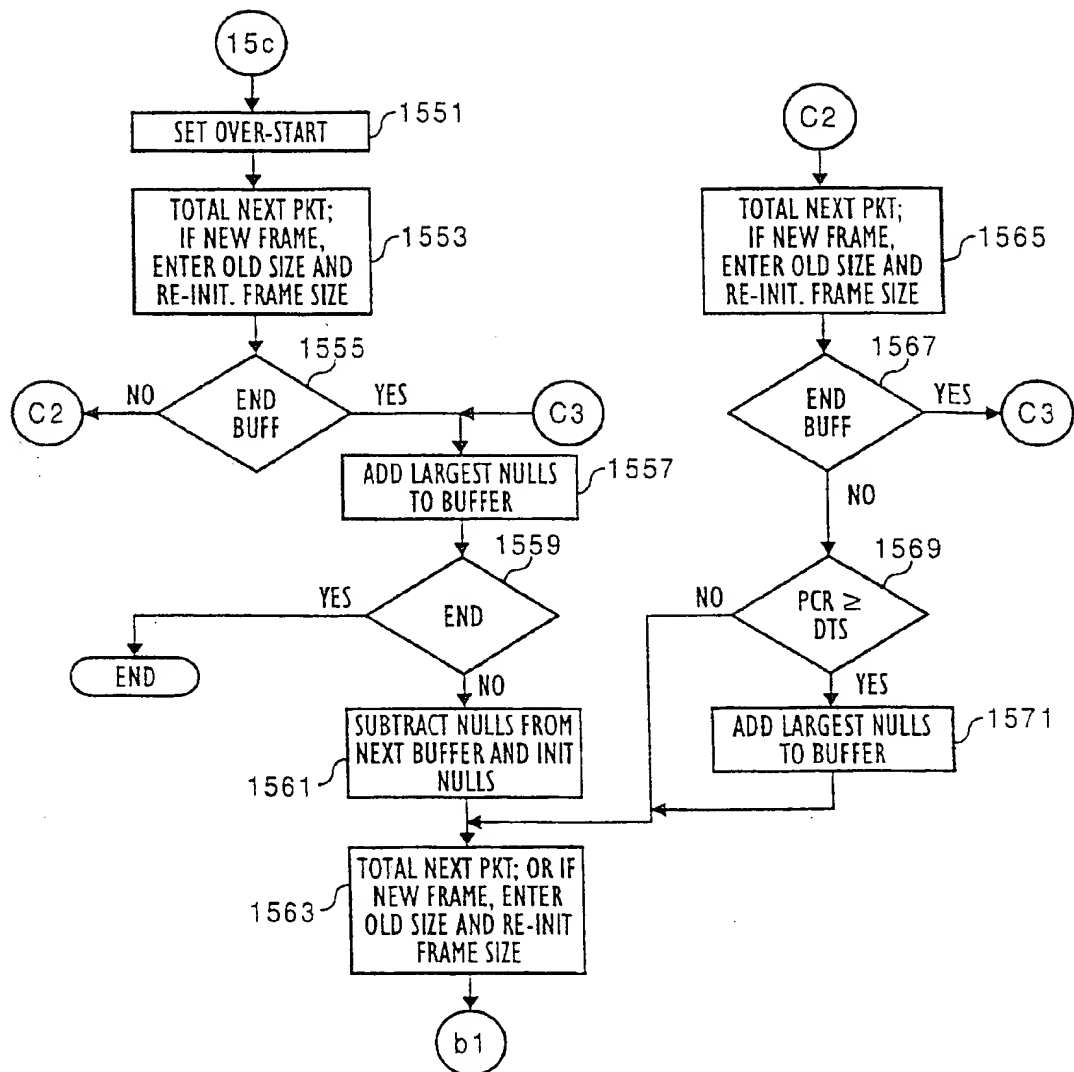 15c
SET OVER-START
1551
TOTAL NEXT PKT;
IF NEW FRAME,
ENTER OLD SIZE AND
RE-INIT. FRAME SIZE
1553
1555
END
BUFF
NO
YES
C2
C3
ADD LARGEST NULLS
TO BUFFER
1557
1559
END
YES
END
NO
SUBTRACT NULLS FROM
NEXT BUFFER AND INIT
NULLS
1561
TOTAL NEXT PKT; OR IF
NEW FRAME, ENTER
OLD SIZE AND RE-INIT
FRAME SIZE
1563
b1
C2
TOTAL NEXT PKT;
IF NEW FRAME,
ENTER OLD SIZE AND
RE-INIT. FRAME SIZE
1565
1567
END
BUFF
YES
C3
NO
1569
PCR ≥
DTS
NO
YES
ADD LARGEST NULLS
TO BUFFER
1571